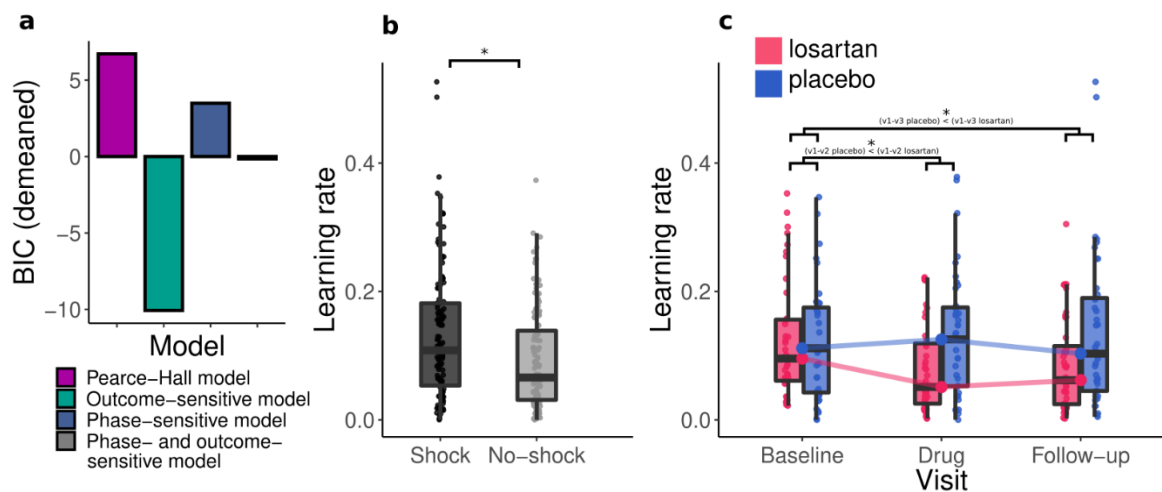 a
BIC (demeaned)
5
0
−5
−10
Model
Pearce−Hall model
Outcome−sensitive model
Phase−sensitive model
Phase− and outcome−
sensitive model
b
*
Learning rate
0.4
0.2
0.0
Shock
No−shock
c
losartan
placebo
*
(v1-v3 placebo) < (v1-v3 losartan)
*
(v1-v2 placebo) < (v1-v2 losartan)
Learning rate
0.4
0.2
0.0
Baseline
Drug
Follow−up
Visit